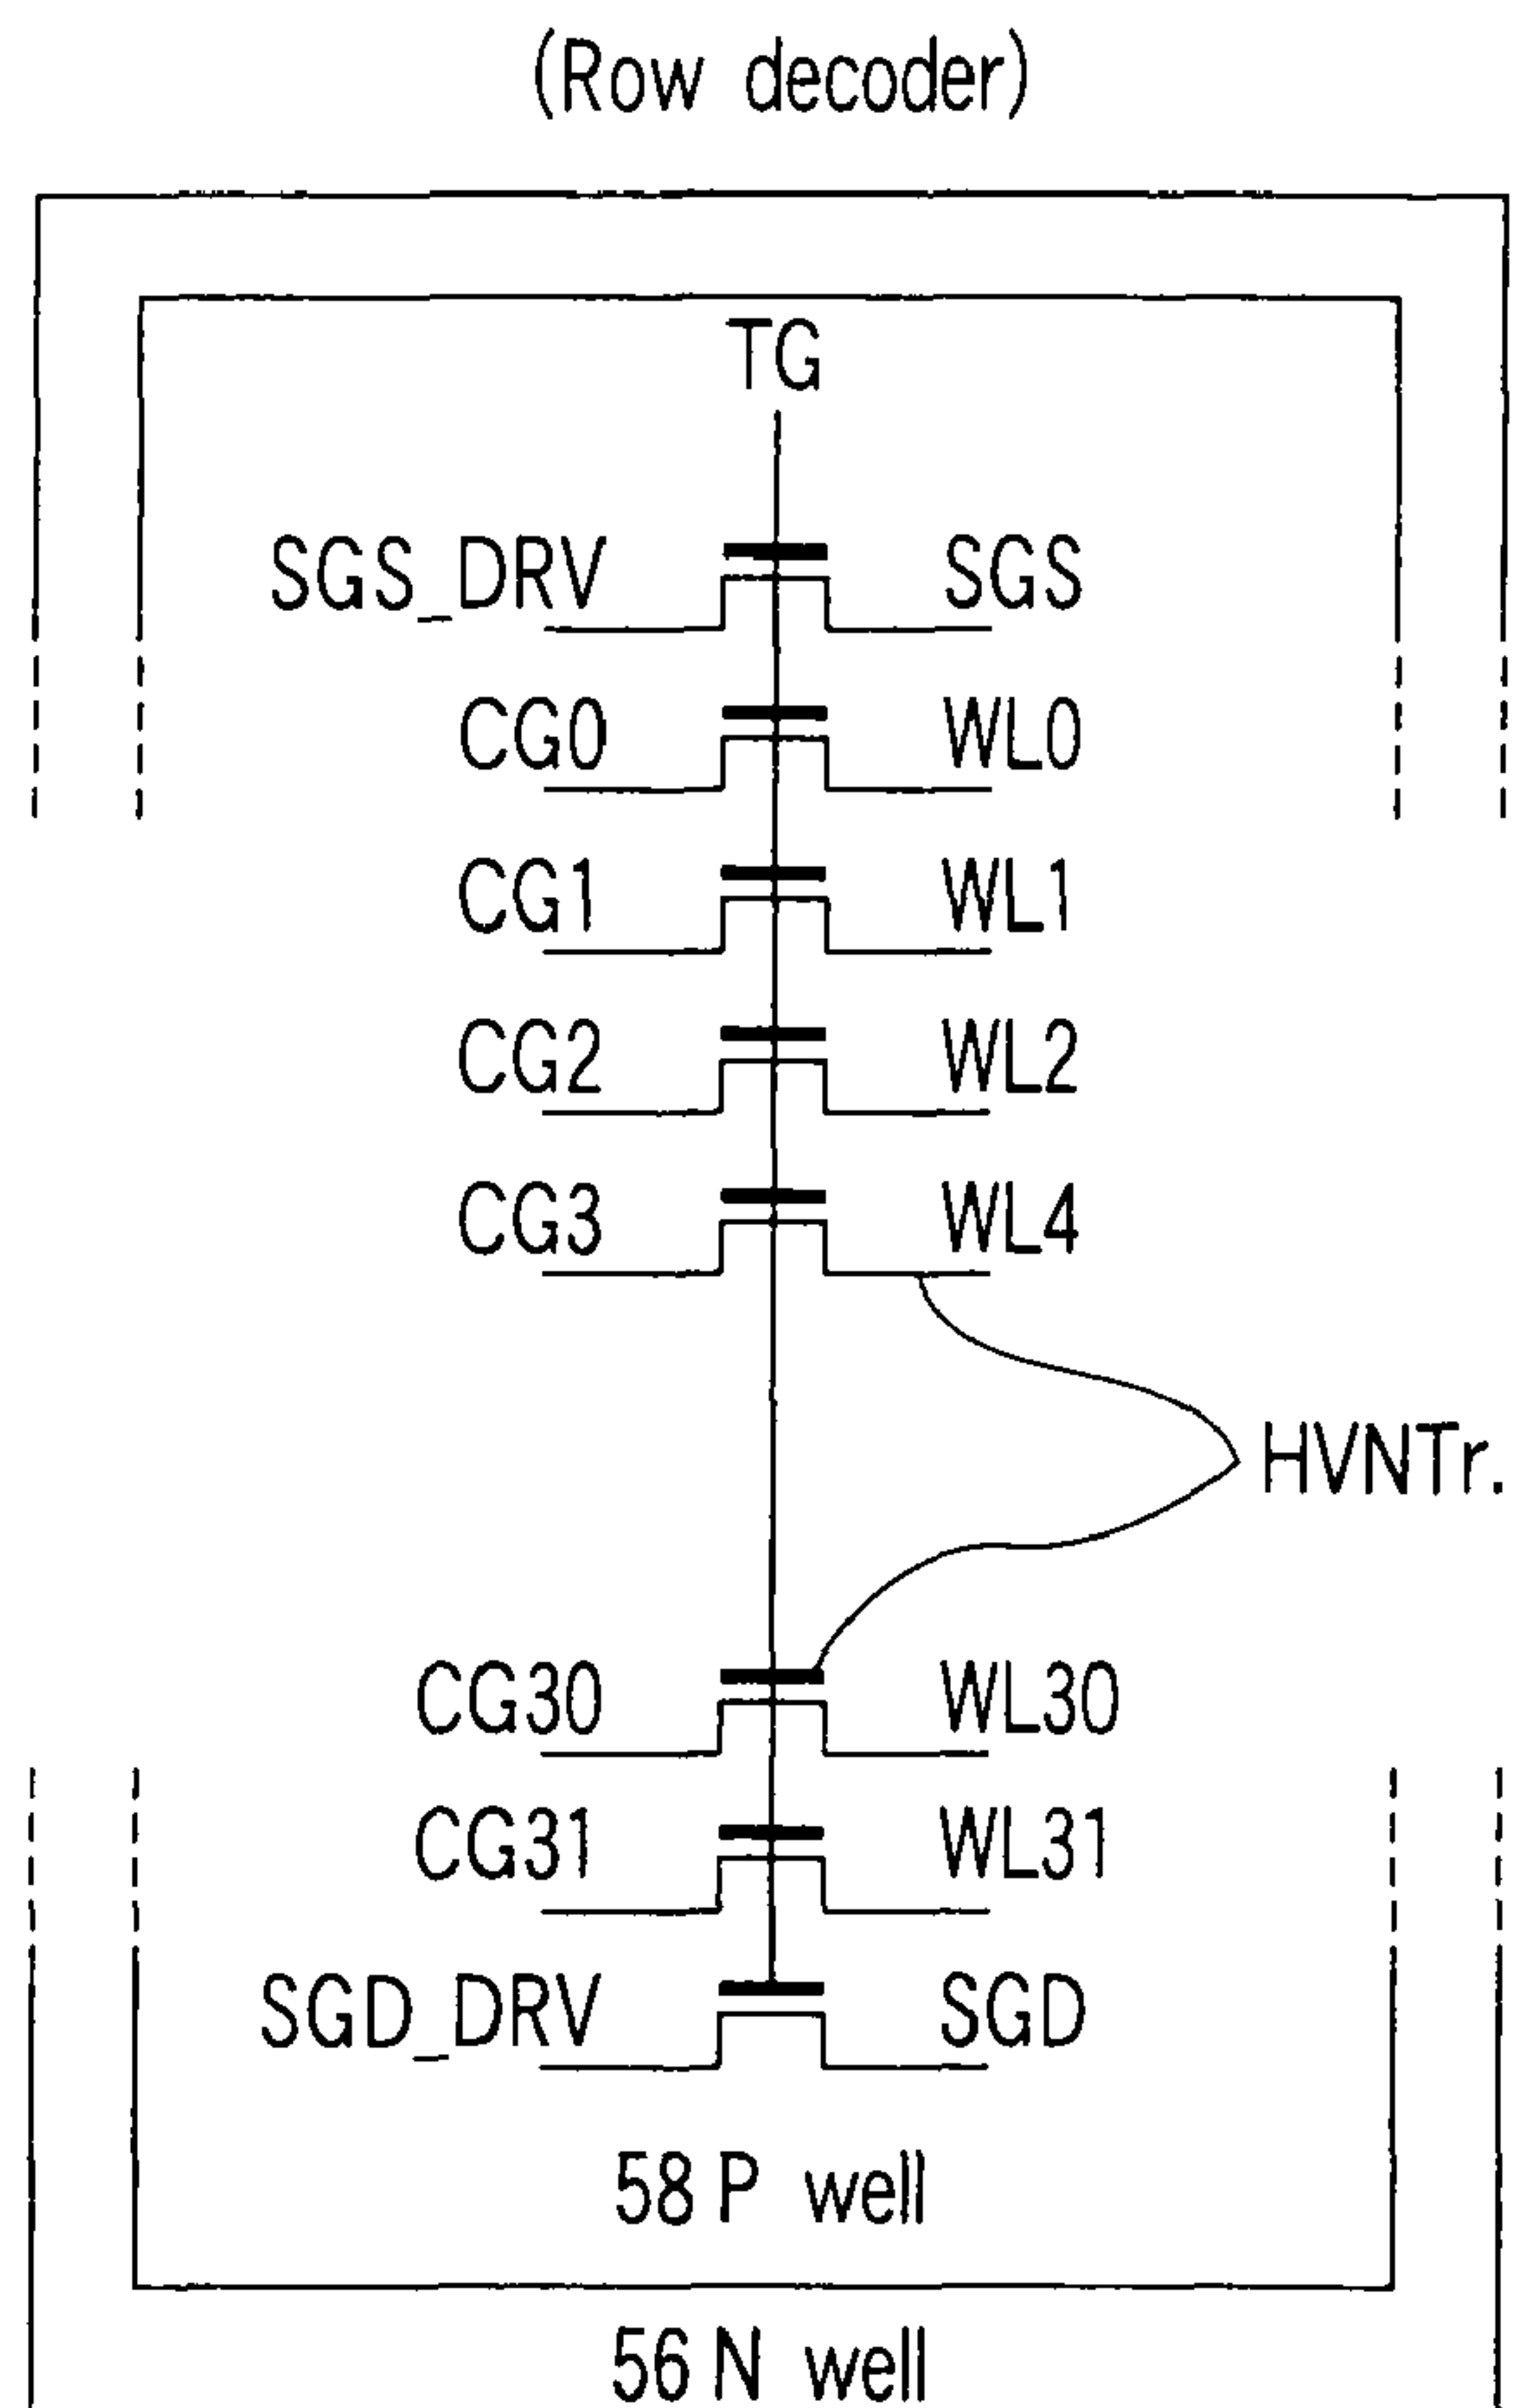 (Row decoder)
TG
SGS_DRV SGS
CG0 WL0
CG1 WL1
CG2 WL2
CG3 WL4
HVNTr.
CG30 WL30
CG31 WL31
SGD_DRV SGD
58 P well
56 N well